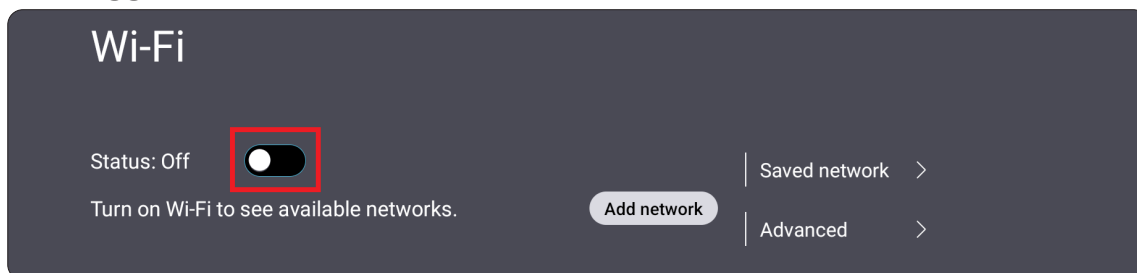 Wi-Fi
Status: Off
Turn on Wi-Fi to see available networks.
Add network
Saved network
Advanced